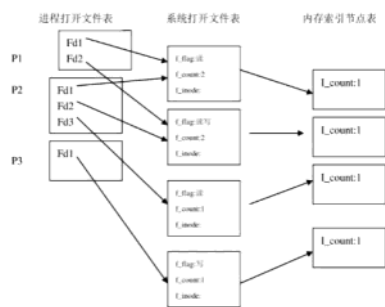 进程打开文件表
系统打开文件表
内存索引节点表
P1
Fd1
Fd2
P2
Fd1
Fd2
Fd3
P3
Fd1
f_flag:读
f_count:2
f_inode:
f_flag:读写
f_count:2
f_inode:
f_flag:读
f_count:1
f_inode:
f_flag:写
f_count:1
f_inode:
I_count:1
I_count:1
I_count:1
I_count:1